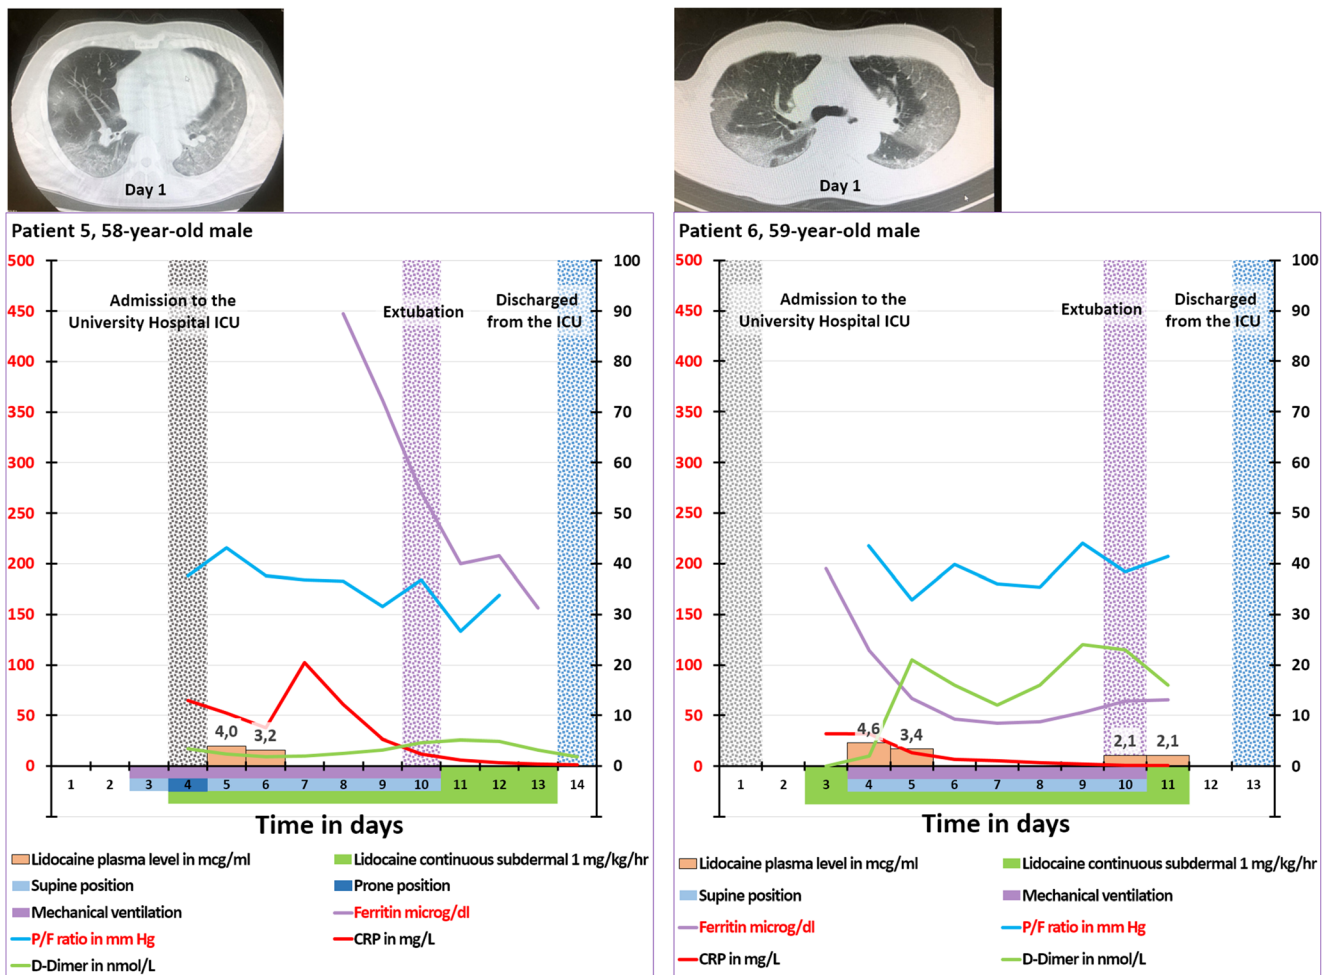 Day 1
Day 1
Patient 5, 58-year-old male
500
450
400
350
300
250
200
150
100
50
0
100
90
80
70
60
50
40
30
20
10
0
Admission to the
University Hospital ICU
Extubation
Discharged
from the ICU
4,0
3,2
1 2 3 4 5 6 7 8 9 10 11 12 13 14
Time in days
Lidocaine plasma level in mcg/ml
Lidocaine continuous subdermal 1 mg/kg/hr
Supine position
Prone position
Mechanical ventilation
Ferritin microg/dl
P/F ratio in mm Hg
CRP in mg/L
D-Dimer in nmol/L
Patient 6, 59-year-old male
500
450
400
350
300
250
200
150
100
50
0
100
90
80
70
60
50
40
30
20
10
0
Admission to the
University Hospital ICU
Extubation
Discharged
from the ICU
4,6
3,4
2,1
2,1
1 2 3 4 5 6 7 8 9 10 11 12 13
Time in days
Lidocaine plasma level in mcg/ml
Lidocaine continuous subdermal 1 mg/kg/hr
Supine position
Mechanical ventilation
Ferritin microg/dl
P/F ratio in mm Hg
CRP in mg/L
D-Dimer in nmol/L